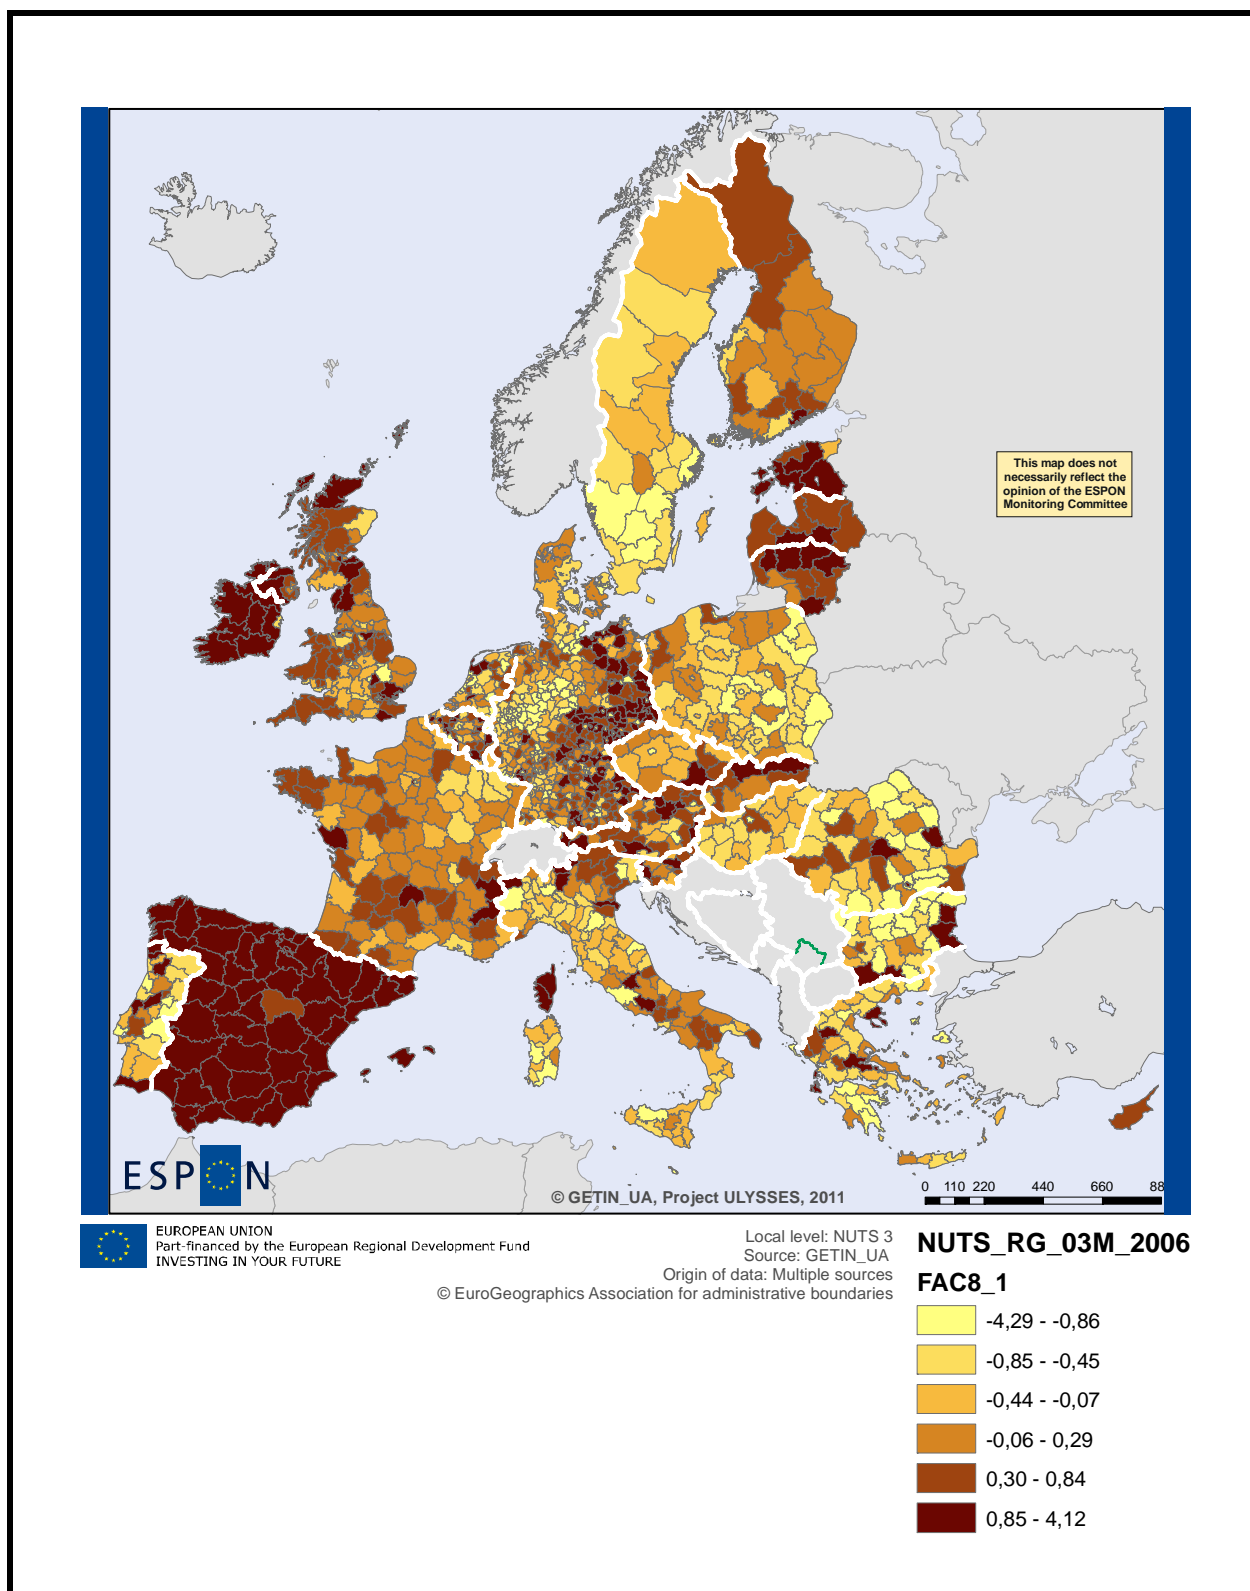 This map does not
necessarily reflect the
opinion of the ESPON
Monitoring Committee
ESPON
© GETIN_UA, Project ULYSSES, 2011
0 110 220 440 660 88
EUROPEAN UNION
Part-financed by the European Regional Development Fund
INVESTING IN YOUR FUTURE
Local level: NUTS 3
Source: GETIN_UA
Origin of data: Multiple sources
© EuroGeographics Association for administrative boundaries
NUTS_RG_03M_2006
FAC8_1
-4,29 - -0,86
-0,85 - -0,45
-0,44 - -0,07
-0,06 - 0,29
0,30 - 0,84
0,85 - 4,12